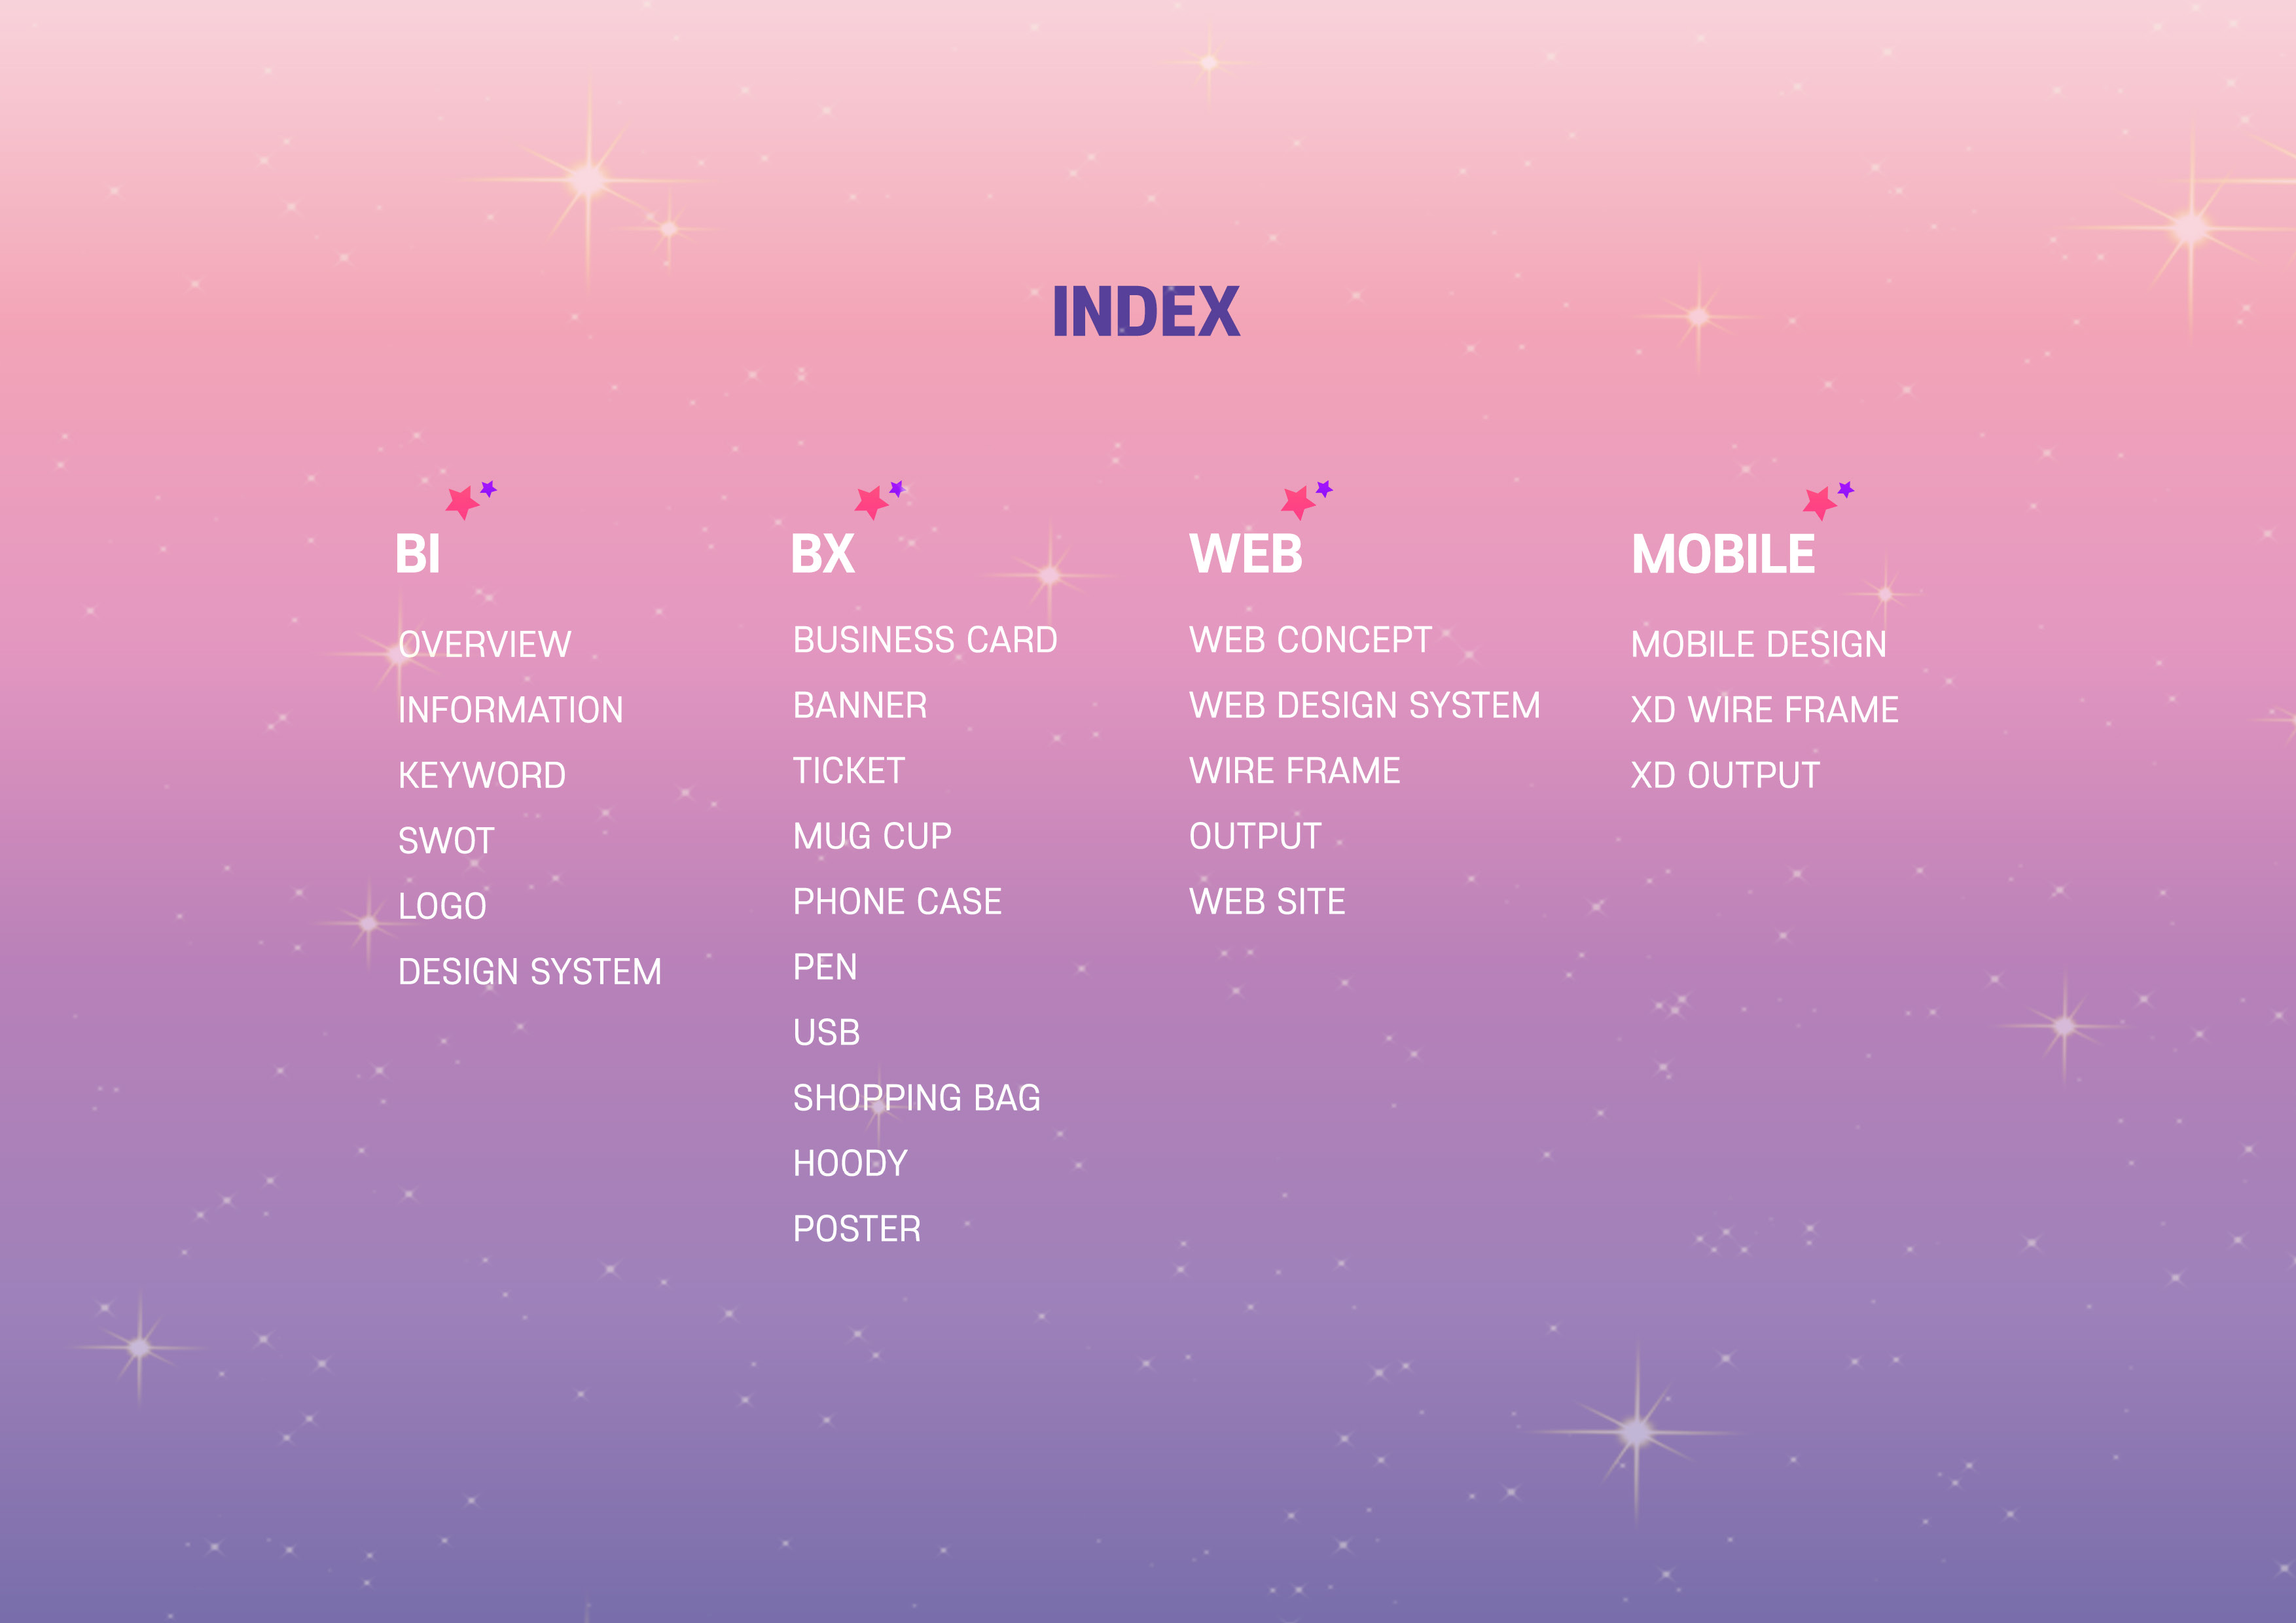 INDEX
BI
OVERVIEW
INFORMATION
KEYWORD
SWOT
LOGO
DESIGN SYSTEM
BX
BUSINESS CARD
BANNER
TICKET
MUG CUP
PHONE CASE
PEN
USB
SHOPPING BAG
HOODY
POSTER
WEB
WEB CONCEPT
WEB DESIGN SYSTEM
WIRE FRAME
OUTPUT
WEB SITE
MOBILE
MOBILE DESIGN
XD WIRE FRAME
XD OUTPUT